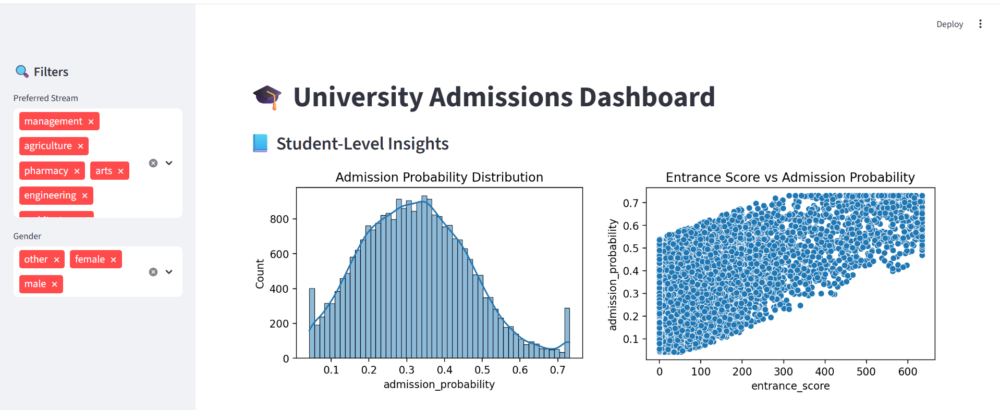 Deploy
Filters
Preferred Stream
management ×
agriculture ×
pharmacy × arts ×
engineering ×
Gender
other × female ×
male ×
University Admissions Dashboard
Student-Level Insights
Admission Probability Distribution
Count
800
600
400
200
0
0.1 0.2 0.3 0.4 0.5 0.6 0.7
admission_probability
Entrance Score vs Admission Probability
admission_probability
0.7
0.6
0.5
0.4
0.3
0.2
0.1
0 100 200 300 400 500 600
entrance_score